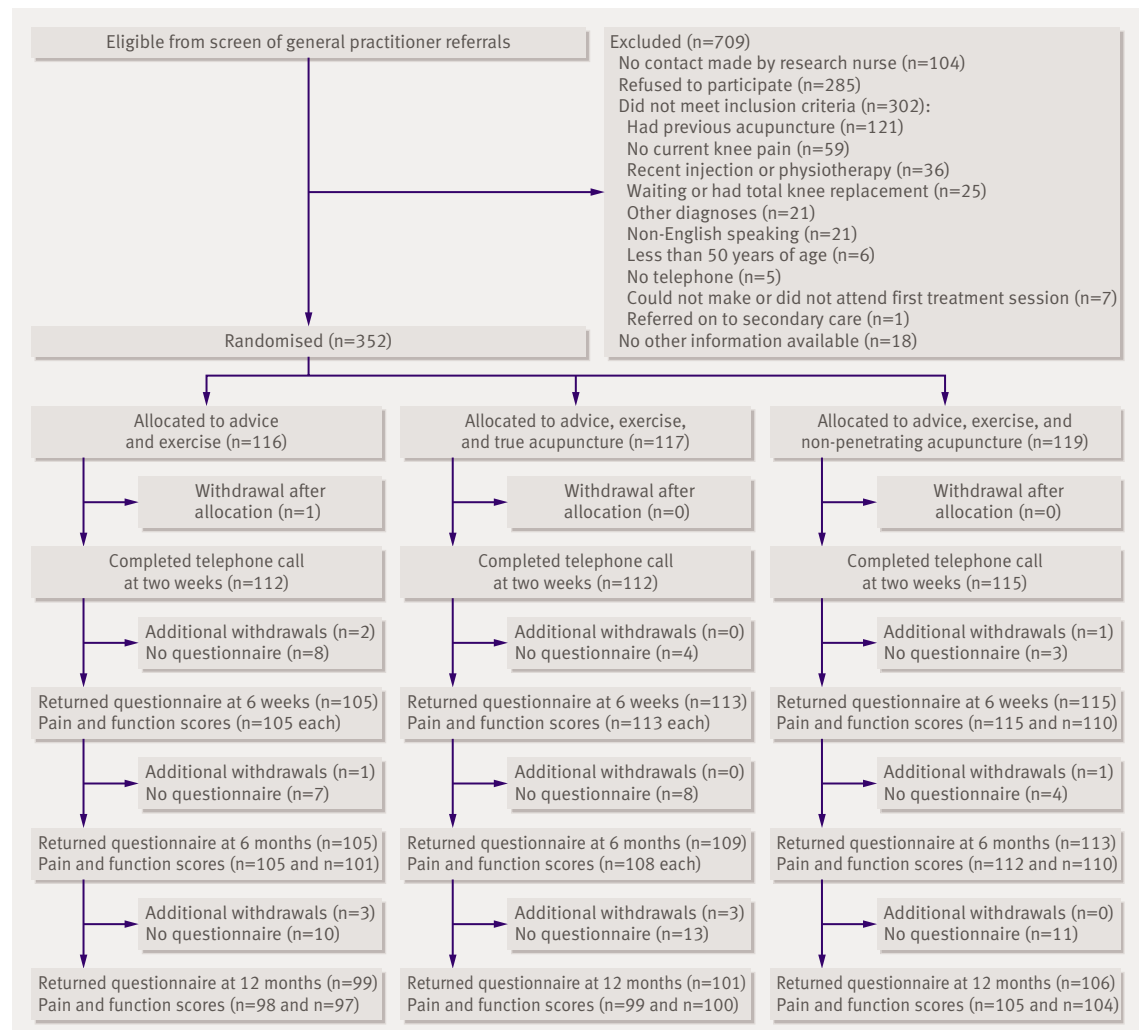 Eligible from screen of general practitioner referrals
Excluded (n=709)
No contact made by research nurse (n=104)
Refused to participate (n=285)
Did not meet inclusion criteria (n=302):
Had previous acupuncture (n=121)
No current knee pain (n=59)
Recent injection or physiotherapy (n=36)
Waiting or had total knee replacement (n=25)
Other diagnoses (n=21)
Non-English speaking (n=21)
Less than 50 years of age (n=6)
No telephone (n=5)
Could not make or did not attend first treatment session (n=7)
Referred on to secondary care (n=1)
No other information available (n=18)
Randomised (n=352)
Allocated to advice
and exercise (n=116)
Allocated to advice, exercise,
and true acupuncture (n=117)
Allocated to advice, exercise, and
non-penetrating acupuncture (n=119)
Withdrawal after
allocation (n=1)
Withdrawal after
allocation (n=0)
Withdrawal after
allocation (n=0)
Completed telephone call
at two weeks (n=112)
Completed telephone call
at two weeks (n=112)
Completed telephone call
at two weeks (n=115)
Additional withdrawals (n=2)
No questionnaire (n=8)
Additional withdrawals (n=0)
No questionnaire (n=4)
Additional withdrawals (n=1)
No questionnaire (n=3)
Returned questionnaire at 6 weeks (n=105)
Pain and function scores (n=105 each)
Returned questionnaire at 6 weeks (n=113)
Pain and function scores (n=113 each)
Returned questionnaire at 6 weeks (n=115)
Pain and function scores (n=115 and n=110)
Additional withdrawals (n=1)
No questionnaire (n=7)
Additional withdrawals (n=0)
No questionnaire (n=8)
Additional withdrawals (n=1)
No questionnaire (n=4)
Returned questionnaire at 6 months (n=105)
Pain and function scores (n=105 and n=101)
Returned questionnaire at 6 months (n=109)
Pain and function scores (n=108 each)
Returned questionnaire at 6 months (n=113)
Pain and function scores (n=112 and n=110)
Additional withdrawals (n=3)
No questionnaire (n=10)
Additional withdrawals (n=3)
No questionnaire (n=13)
Additional withdrawals (n=0)
No questionnaire (n=11)
Returned questionnaire at 12 months (n=99)
Pain and function scores (n=98 and n=97)
Returned questionnaire at 12 months (n=101)
Pain and function scores (n=99 and n=100)
Returned questionnaire at 12 months (n=106)
Pain and function scores (n=105 and n=104)